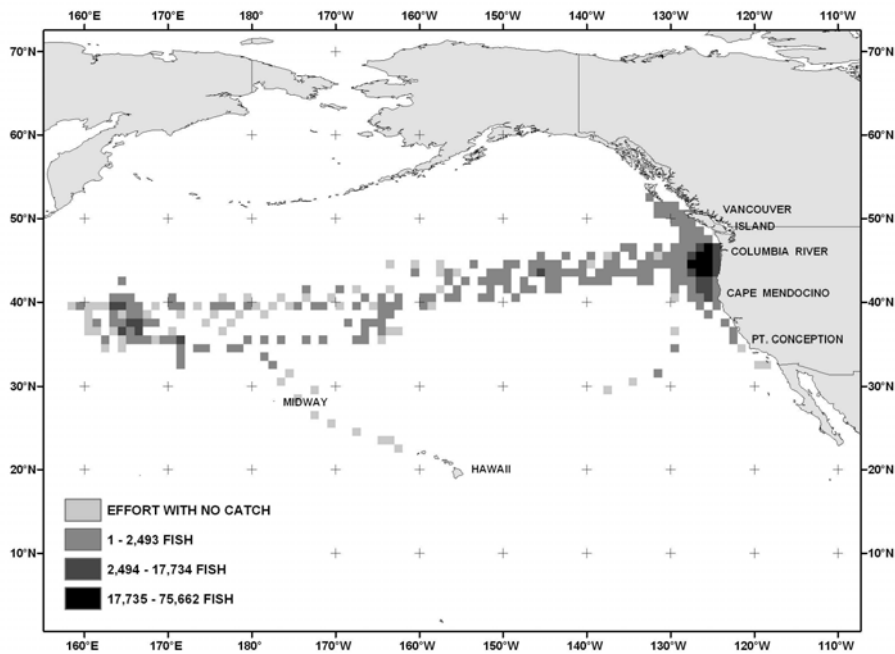 160°E 170°E 180° 170°W 160°W 150°W 140°W 130°W 120°W 110°W
70°N 70°N
60°N 60°N
50°N VANCOUVER 50°N
ISLAND
COLUMBIA RIVER
40°N CAPE MENDOCINO 40°N
PT. CONCEPTION
30°N 30°N
MIDWAY
20°N HAWAII 20°N
EFFORT WITH NO CATCH
1 - 2,493 FISH
10°N 10°N
2,494 - 17,734 FISH
17,735 - 75,662 FISH
160°E 170°E 180° 170°W 160°W 150°W 140°W 130°W 120°W 110°W